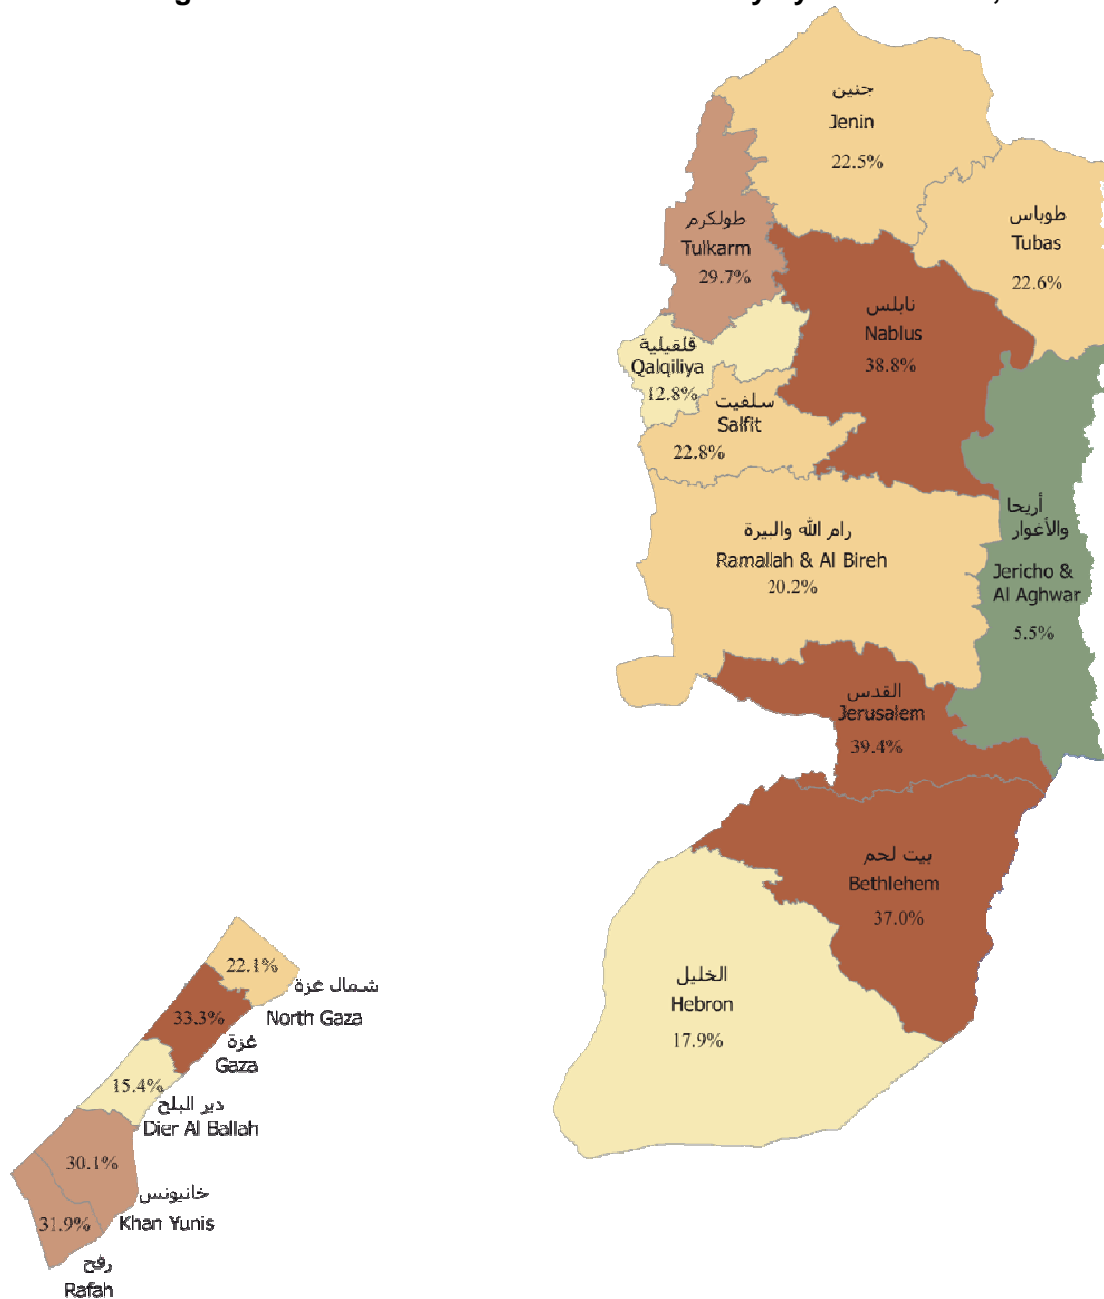 جنين
Jenin
22.5%
طوباس
Tubas
22.6%
طولكرم
Tulkarm
29.7%
نابلس
Nablus
38.8%
قلقيلية
Qalqiliya
12.8%
سلفيت
Salfit
22.8%
رام الله والبيرة
Ramallah & Al Bireh
20.2%
أريحا
والأغوار
Jericho &
Al Aghwar
5.5%
القدس
Jerusalem
39.4%
بيت لحم
Bethlehem
37.0%
الخليل
Hebron
17.9%
22.1%
شمال غزة
North Gaza
33.3%
غزة
Gaza
15.4%
دير البلح
Dier Al Ballah
30.1%
خانيونس
Khan Yunis
31.9%
رفح
Rafah